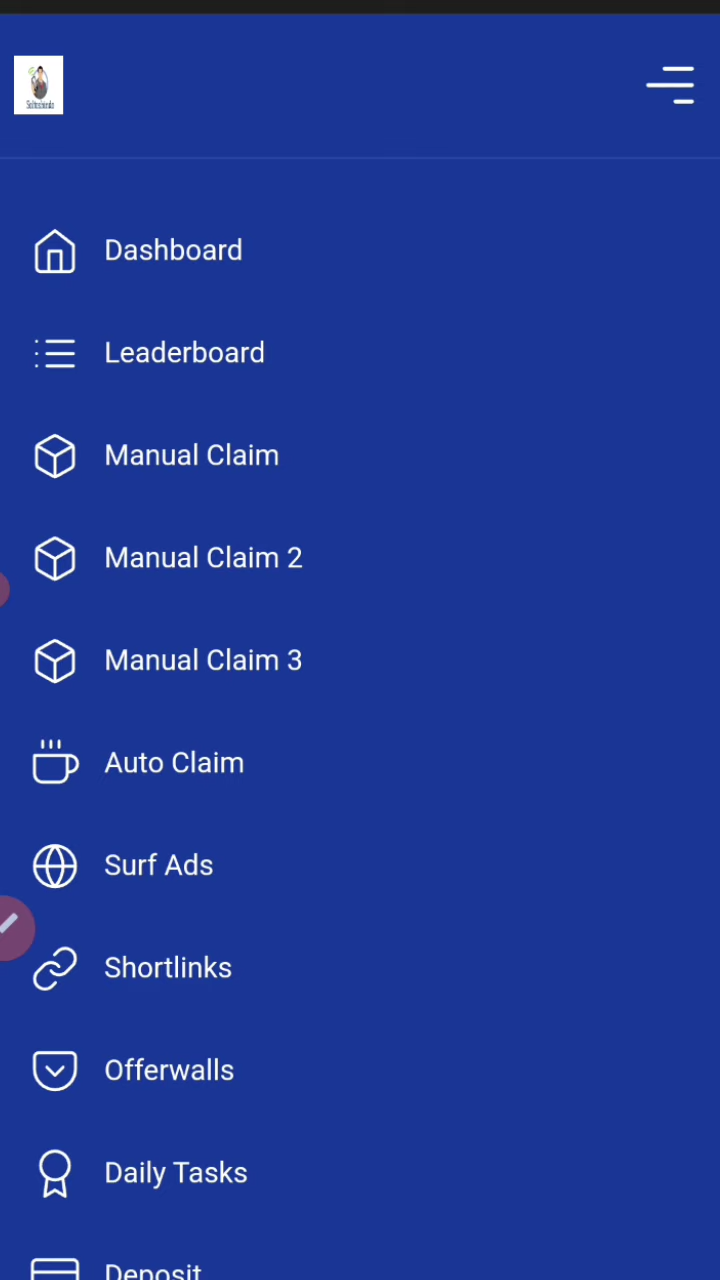 Dashboard
Leaderboard
Manual Claim
Manual Claim 2
Manual Claim 3
Auto Claim
Surf Ads
Shortlinks
Offerwalls
Daily Tasks
Deposit